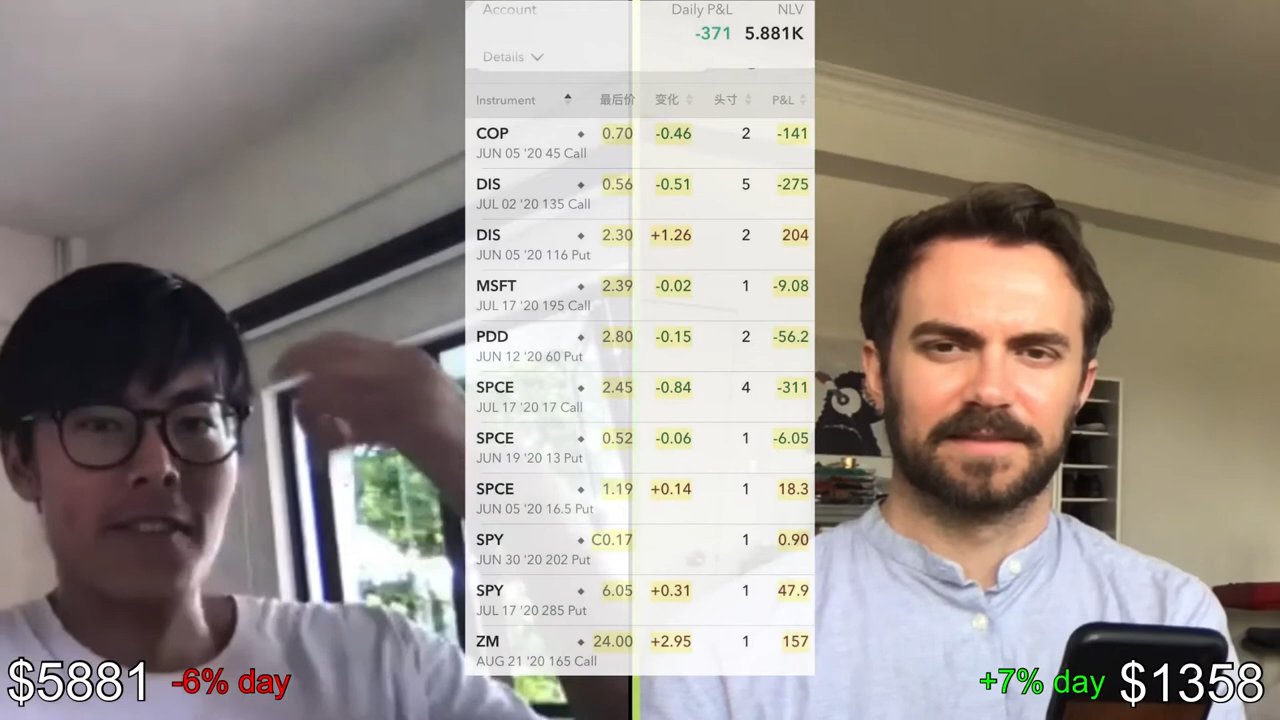 Account Daily P&L NLV
-371 5.881K
Details
Instrument 最后价 变化 头寸 P&L
COP 0.70 -0.46 2 -141
JUN 05 '20 45 Call
DIS 0.56 -0.51 5 -275
JUL 02 '20 135 Call
DIS 2.30 +1.26 2 204
JUN 05 '20 116 Put
MSFT 2.39 -0.02 1 -9.08
JUL 17 '20 195 Call
PDD 2.80 -0.15 2 -56.2
JUN 12 '20 60 Put
SPCE 2.45 -0.84 4 -311
JUL 17 '20 17 Call
SPCE 0.52 -0.06 1 -6.05
JUN 19 '20 13 Put
SPCE 1.19 +0.14 1 18.3
JUN 05 '20 16.5 Put
SPY C0.17 1 0.90
JUN 30 '20 202 Put
SPY 6.05 +0.31 1 47.9
JUL 17 '20 285 Put
ZM 24.00 +2.95 1 157
AUG 21 '20 165 Call
$5881 -6% day +7% day $1358